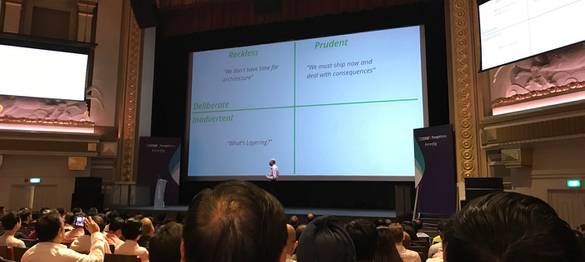 Reckless
Prudent
"We don't have time for
architecture"
"We must ship now and
deal with consequences"
Deliberate
Inadvertent
"What's Layering?"